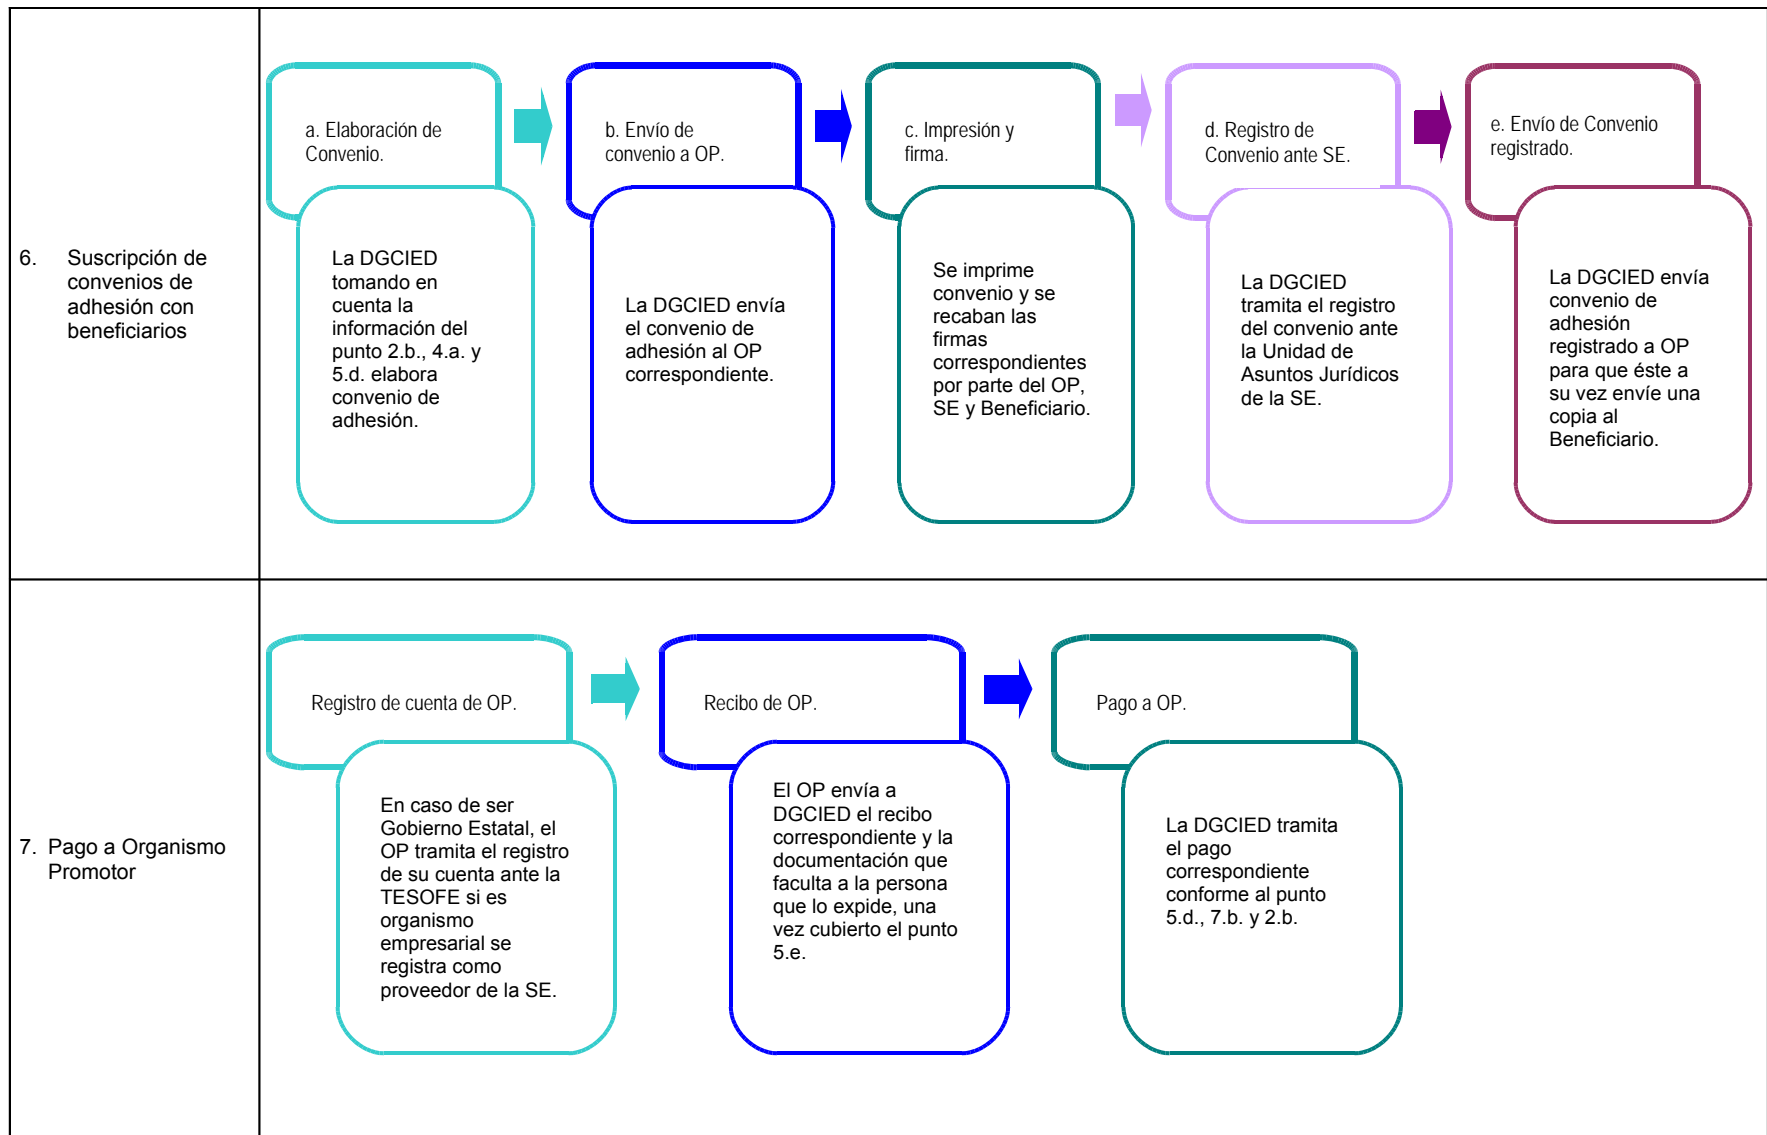 6. Suscripción de
convenios de
adhesión con
beneficiarios
a. Elaboración de
Convenio.
La DGCIED
tomando en
cuenta la
información del
punto 2.b., 4.a. y
5.d. elabora
convenio de
adhesión.
b. Envío de
convenio a OP.
La DGCIED envía
el convenio de
adhesión al OP
correspondiente.
c. Impresión y
firma.
Se imprime
convenio y se
recaban las
firmas
correspondientes
por parte del OP,
SE y Beneficiario.
d. Registro de
Convenio ante SE.
La DGCIED
tramita el registro
del convenio ante
la Unidad de
Asuntos Jurídicos
de la SE.
e. Envío de Convenio
registrado.
La DGCIED envía
convenio de
adhesión
registrado a OP
para que éste a
su vez envíe una
copia al
Beneficiario.
7. Pago a Organismo
Promotor
Registro de cuenta de OP.
En caso de ser
Gobierno Estatal, el
OP tramita el registro
de su cuenta ante la
TESOFE si es
organismo
empresarial se
registra como
proveedor de la SE.
Recibo de OP.
El OP envía a
DGCIED el recibo
correspondiente y la
documentación que
faculta a la persona
que lo expide, una
vez cubierto el punto
5.e.
Pago a OP.
La DGCIED tramita
el pago
correspondiente
conforme al punto
5.d., 7.b. y 2.b.